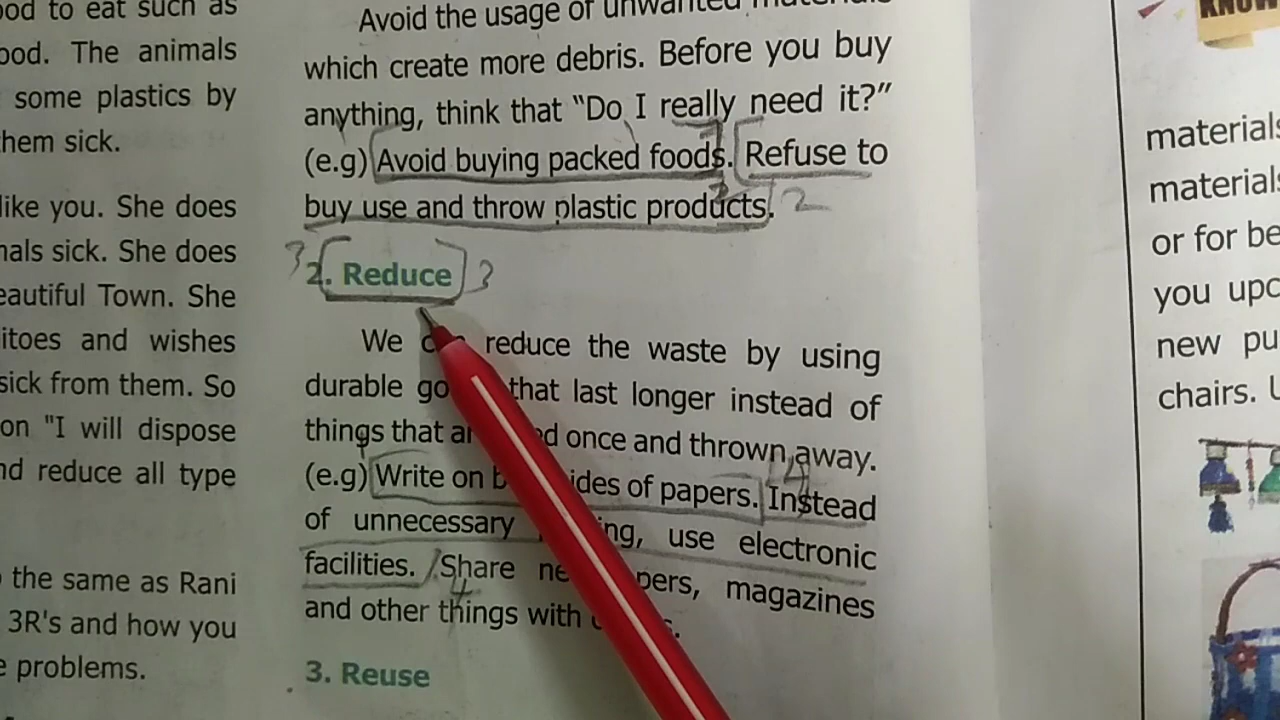 ood to eat such as
ood. The animals
some plastics by
hem sick.
like you. She does
nals sick. She does
eautiful Town. She
itoes and wishes
sick from them. So
on "I will dispose
nd reduce all type
the same as Rani
3R's and how you
e problems.
Avoid the usage of unwanted materials
which create more debris. Before you buy
anything, think that “Do I really need it?”
(e.g) Avoid buying packed foods. Refuse to
buy use and throw plastic products. 2
3 2. Reduce 3
We reduce the waste by using
durable that last longer instead of
things that once and thrown away.
(e.g) Write on ides of papers. Instead
of unnecessary ing, use electronic
facilities. Share pers, magazines
and other things with
3. Reuse
KNOW
materials
materials
or for be
you upc
new pu
chairs. U